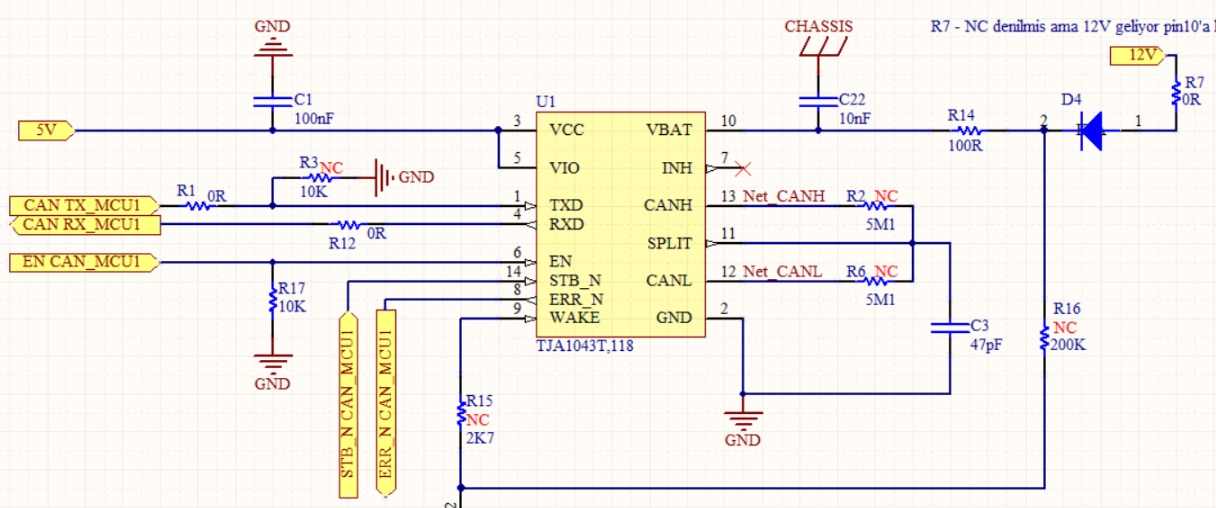 GND
CHASSIS
R7 - NC denilmis ama 12V geliyor pin10'a
12V
R7
0R
C1
100nF
U1
C22
10nF
D4
R14
100R
2
1
5V
3
VCC
VBAT
10
5
VIO
INH
7
R3
NC
10K
GND
R1
0R
CAN TX_MCU1
1
TXD
CANH
13
Net_CANH
R2
NC
5M1
CAN RX_MCU1
R12
0R
4
RXD
SPLIT
11
EN CAN_MCU1
6
EN
14
STB_N
CANL
12
Net_CANL
R6
NC
5M1
R17
10K
8
ERR_N
9
WAKE
GND
2
R16
NC
200K
C3
47pF
TJA1043T,118
GND
STB_N CAN_MCU1
ERR_N CAN_MCU1
R15
NC
2K7
GND
2